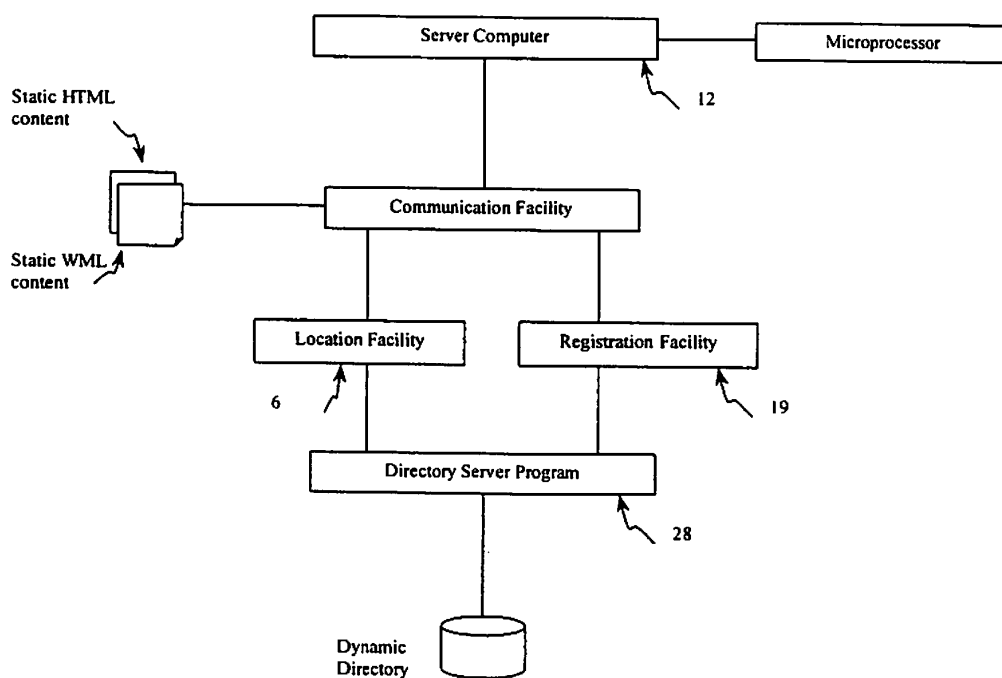 Server Computer
Microprocessor
12
Static HTML
content
Communication Facility
Static WML
content
Location Facility
Registration Facility
6
19
Directory Server Program
28
Dynamic
Directory